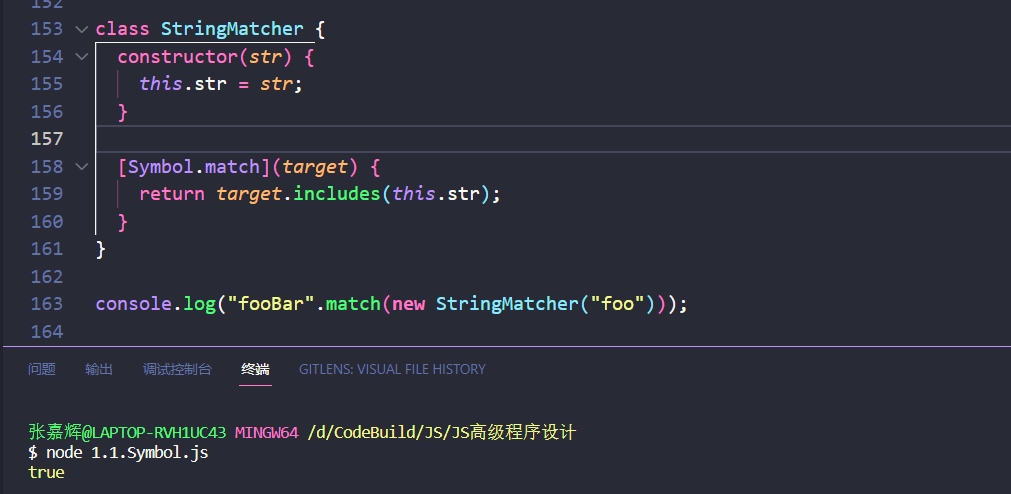 152
153 class StringMatcher {
154   constructor(str) {
155     this.str = str;
156   }
157
158   [Symbol.match](target) {
159     return target.includes(this.str);
160   }
161 }
162
163 console.log("fooBar".match(new StringMatcher("foo")));
164
问题 输出 调试控制台 终端 GITLENS: VISUAL FILE HISTORY
张嘉辉@LAPTOP-RVH1UC43 MINGW64 /d/CodeBuild/JS/JS高级程序设计
$ node 1.1.Symbol.js
true